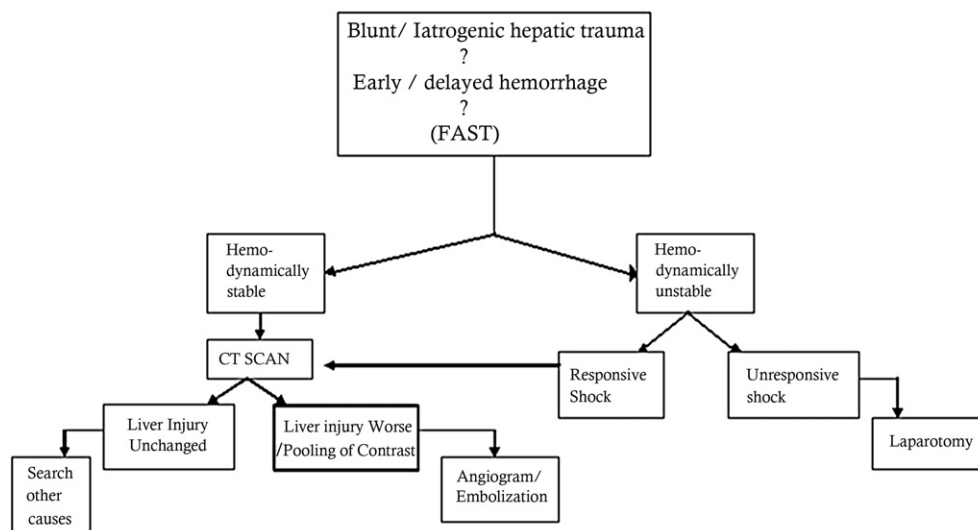 Blunt/ Iatrogenic hepatic trauma
?
Early / delayed hemorrhage
?
(FAST)
Hemo-
dynamically
stable
Hemo-
dynamically
unstable
CT SCAN
Responsive
Shock
Unresponsive
shock
Liver Injury
Unchanged
Liver injury Worse
/Pooling of Contrast
Laparotomy
Search
other
causes
Angiogram/
Embolization